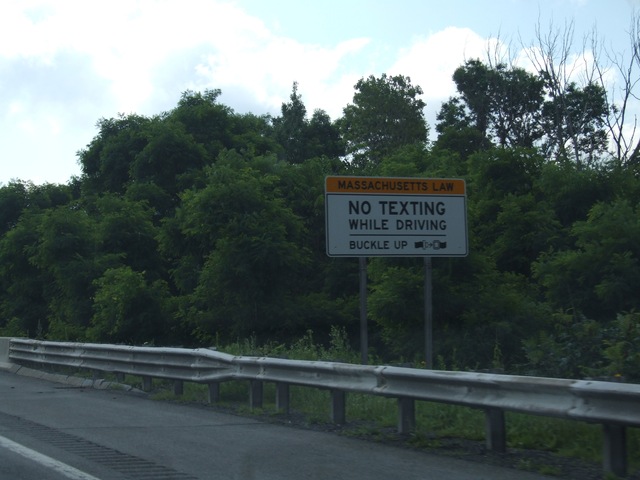 MASSACHUSETTS LAW
NO TEXTING
WHILE DRIVING
BUCKLE UP